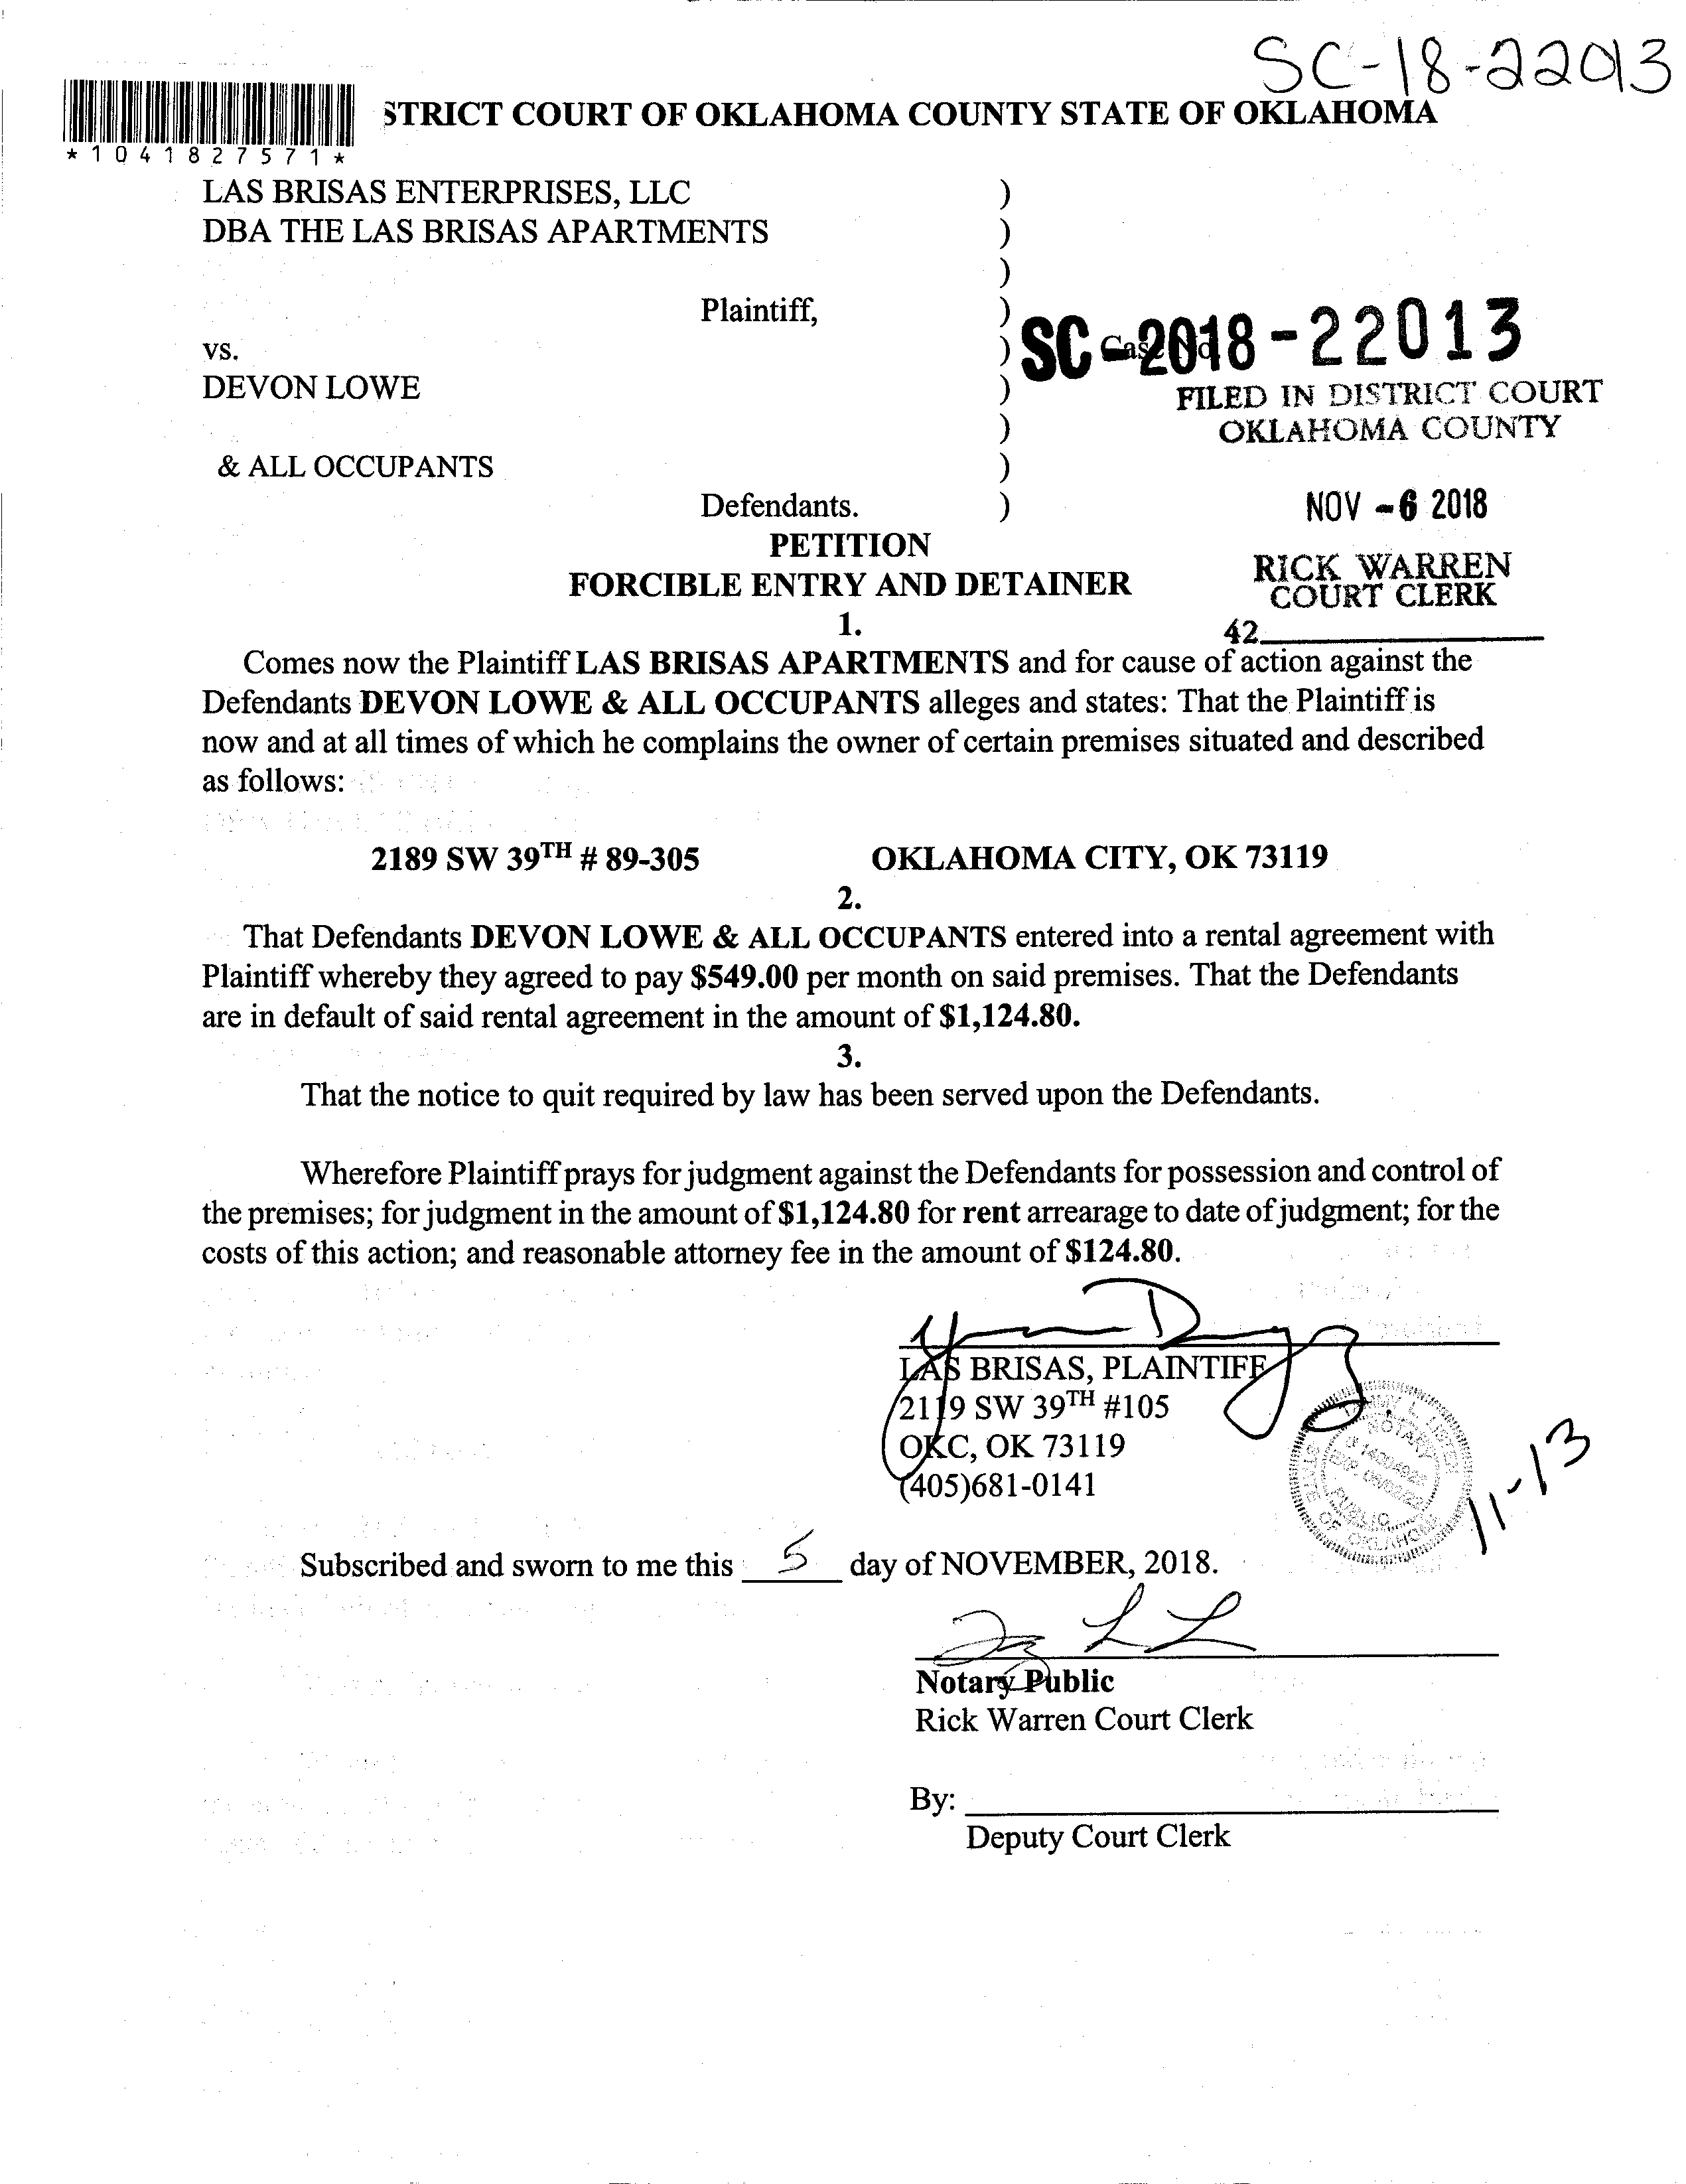 SC-18-22013
STRICT COURT OF OKLAHOMA COUNTY STATE OF OKLAHOMA
*1041827571*
LAS BRISAS ENTERPRISES, LLC )
DBA THE LAS BRISAS APARTMENTS )
)
Plaintiff, )
vs. ) SC-2018-22013
DEVON LOWE )
FILED IN DISTRICT COURT
) OKLAHOMA COUNTY
& ALL OCCUPANTS )
Defendants. ) NOV -6 2018
PETITION
FORCIBLE ENTRY AND DETAINER
RICK WARREN
COURT CLERK
1.
42
Comes now the Plaintiff LAS BRISAS APARTMENTS and for cause of action against the
Defendants DEVON LOWE & ALL OCCUPANTS alleges and states: That the Plaintiff is
now and at all times of which he complains the owner of certain premises situated and described
as follows:
2189 SW 39TH # 89-305 OKLAHOMA CITY, OK 73119
2.
That Defendants DEVON LOWE & ALL OCCUPANTS entered into a rental agreement with
Plaintiff whereby they agreed to pay $549.00 per month on said premises. That the Defendants
are in default of said rental agreement in the amount of $1,124.80.
3.
That the notice to quit required by law has been served upon the Defendants.
Wherefore Plaintiff prays for judgment against the Defendants for possession and control of
the premises; for judgment in the amount of $1,124.80 for rent arrearage to date of judgment; for the
costs of this action; and reasonable attorney fee in the amount of $124.80.
LAS BRISAS, PLAINTIFF
2119 SW 39TH #105
OKC, OK 73119
(405)681-0141
NOTARY
PUBLIC
STATE OF OKLAHOMA
11-13
Subscribed and sworn to me this 5 day of NOVEMBER, 2018.
Notary Public
Rick Warren Court Clerk
By:
Deputy Court Clerk